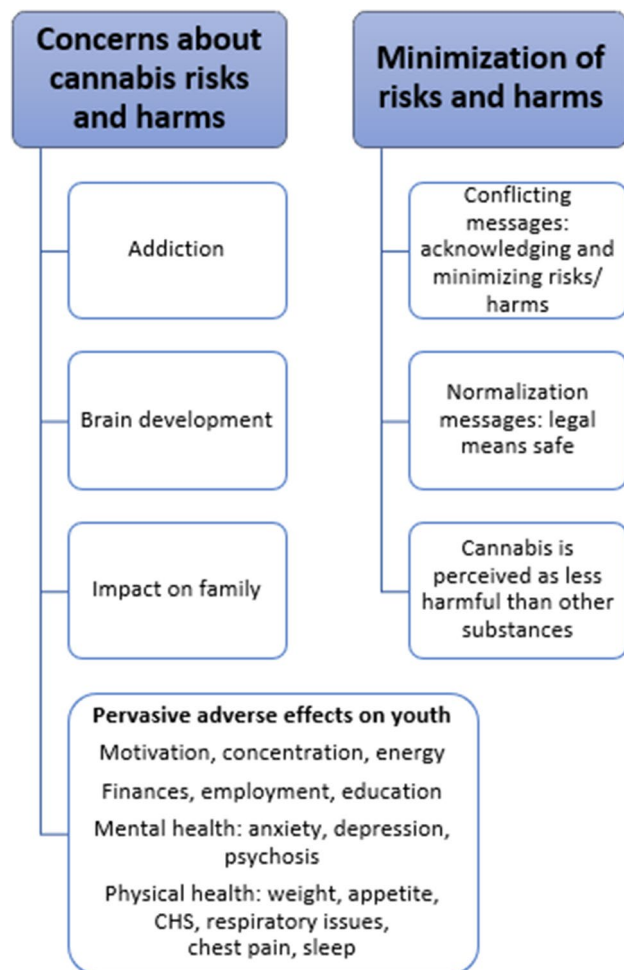 Concerns about
cannabis risks
and harms
Addiction
Brain development
Impact on family
Pervasive adverse effects on youth
Motivation, concentration, energy
Finances, employment, education
Mental health: anxiety, depression,
psychosis
Physical health: weight, appetite,
CHS, respiratory issues,
chest pain, sleep
Minimization of
risks and harms
Conflicting
messages:
acknowledging and
minimizing risks/
harms
Normalization
messages: legal
means safe
Cannabis is
perceived as less
harmful than other
substances